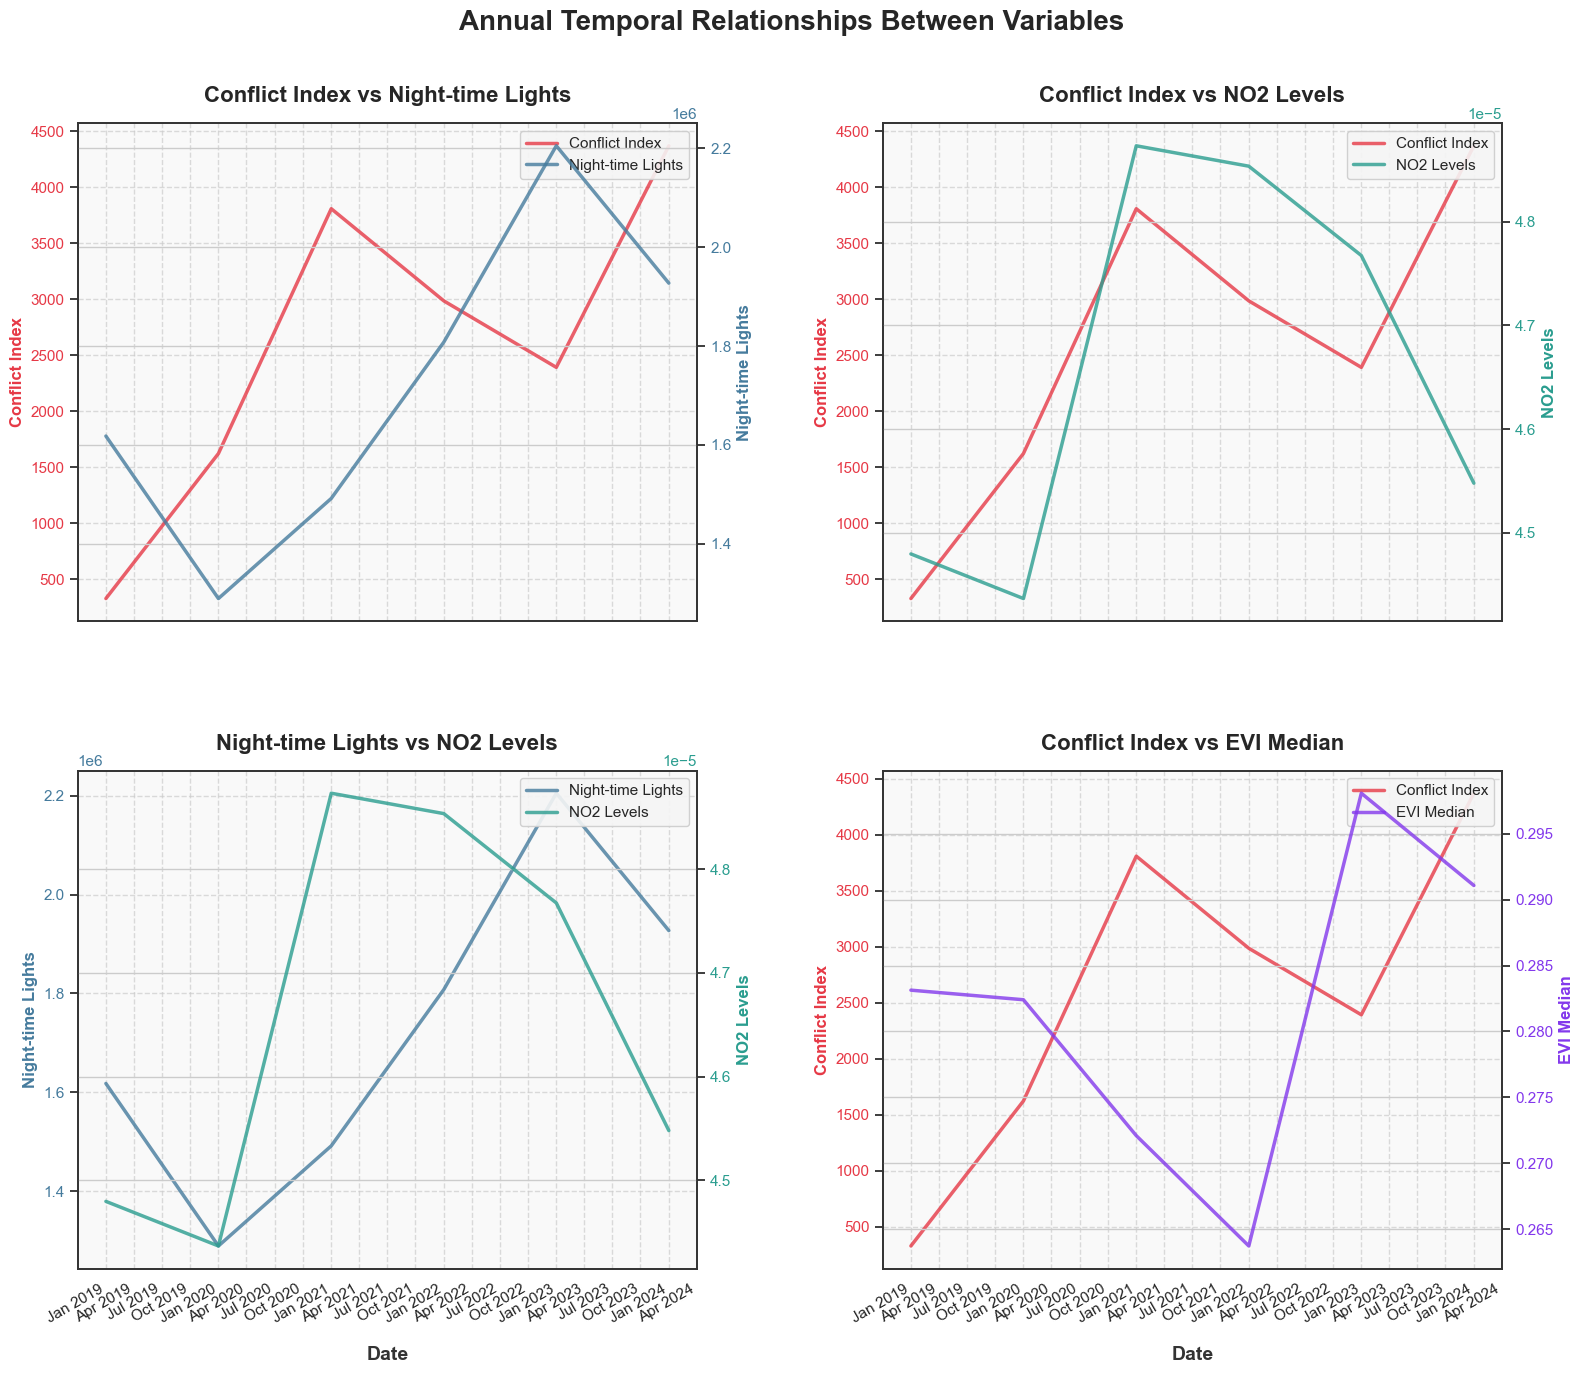 Annual Temporal Relationships Between Variables
Conflict Index vs Night-time Lights
1e6
Conflict Index
Night-time Lights
4500
4000
3500
3000
2500
2000
1500
1000
500
Conflict Index
2.2
2.0
1.8
1.6
1.4
Night-time Lights
Conflict Index vs NO2 Levels
1e−5
Conflict Index
NO2 Levels
4500
4000
3500
3000
2500
2000
1500
1000
500
Conflict Index
4.8
4.7
4.6
4.5
NO2 Levels
Night-time Lights vs NO2 Levels
1e6
1e−5
Night-time Lights
NO2 Levels
2.2
2.0
1.8
1.6
1.4
Night-time Lights
4.8
4.7
4.6
4.5
NO2 Levels
Jan 2019
Apr 2019
Jul 2019
Oct 2019
Jan 2020
Apr 2020
Jul 2020
Oct 2020
Jan 2021
Apr 2021
Jul 2021
Oct 2021
Jan 2022
Apr 2022
Jul 2022
Oct 2022
Jan 2023
Apr 2023
Jul 2023
Oct 2023
Jan 2024
Apr 2024
Date
Conflict Index vs EVI Median
Conflict Index
EVI Median
4500
4000
3500
3000
2500
2000
1500
1000
500
Conflict Index
0.295
0.290
0.285
0.280
0.275
0.270
0.265
EVI Median
Jan 2019
Apr 2019
Jul 2019
Oct 2019
Jan 2020
Apr 2020
Jul 2020
Oct 2020
Jan 2021
Apr 2021
Jul 2021
Oct 2021
Jan 2022
Apr 2022
Jul 2022
Oct 2022
Jan 2023
Apr 2023
Jul 2023
Oct 2023
Jan 2024
Apr 2024
Date